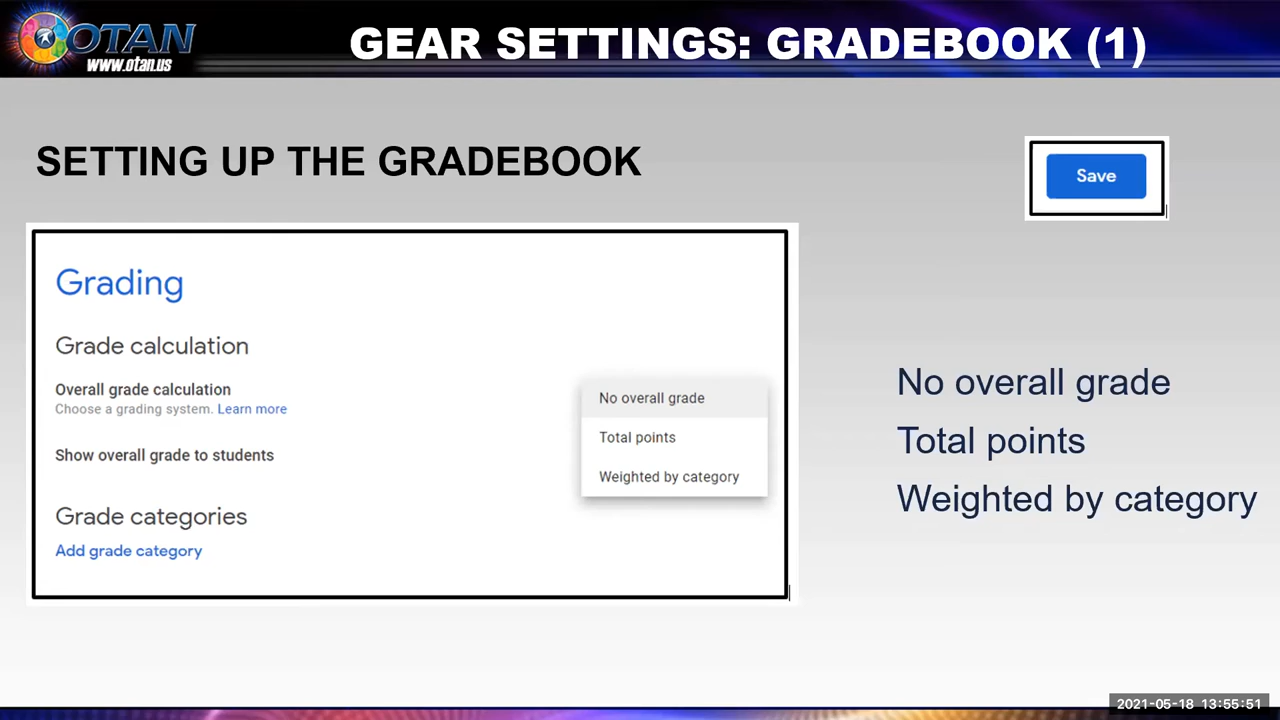 OTAN
www.otan.us
GEAR SETTINGS: GRADEBOOK (1)
SETTING UP THE GRADEBOOK
Save
Grading
Grade calculation
Overall grade calculation
Choose a grading system. Learn more
Show overall grade to students
Grade categories
Add grade category
No overall grade
Total points
Weighted by category
No overall grade
Total points
Weighted by category
2021-05-18 13:55:51